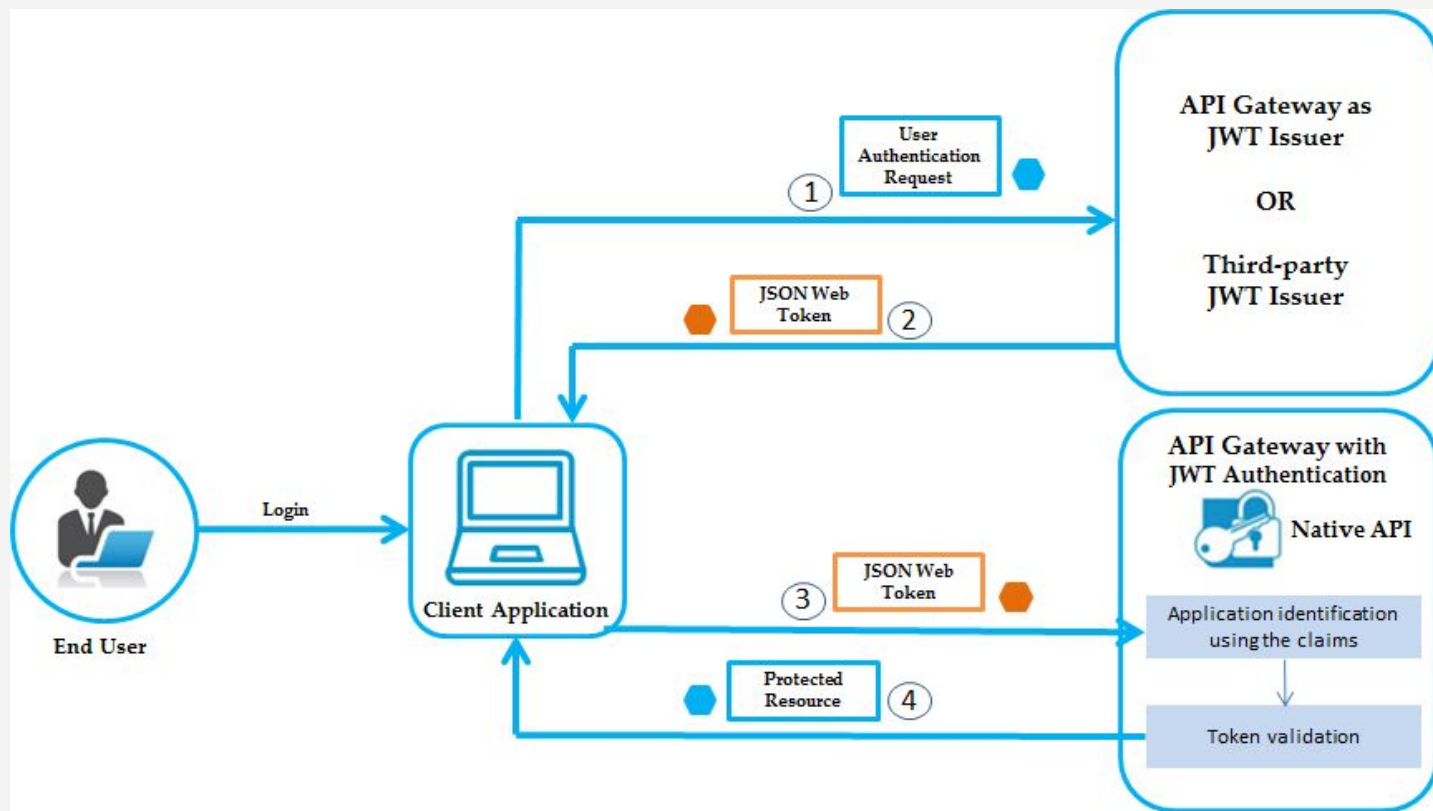 API Gateway as
JWT Issuer
OR
Third-party
JWT Issuer
User
Authentication
Request
1
JSON Web
Token
2
Login
End User
Client Application
API Gateway with
JWT Authentication
Native API
3
JSON Web
Token
Application identification
using the claims
Protected
Resource
4
Token validation